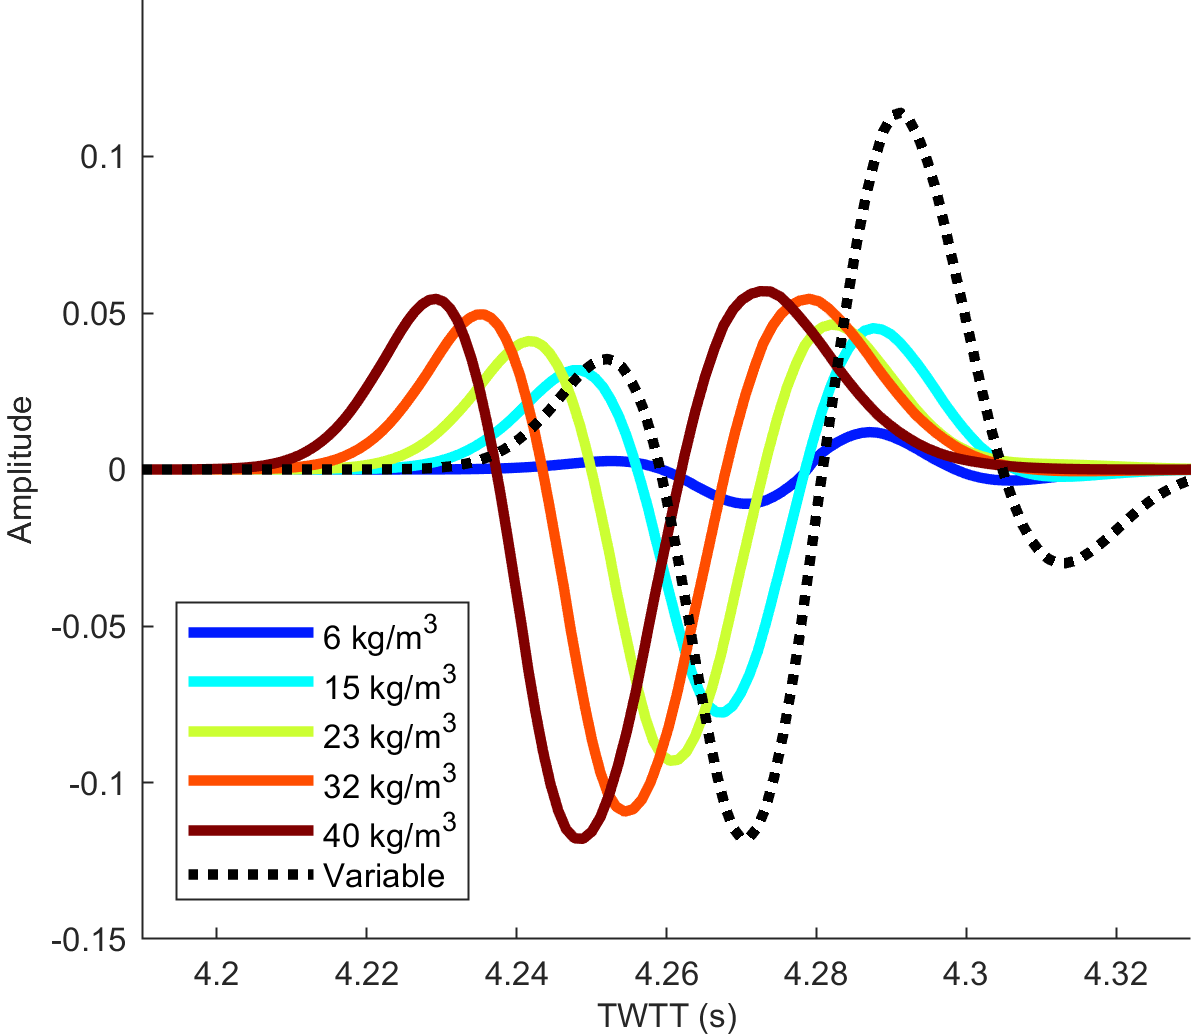 0.1
0.05
0
-0.05
-0.1
-0.15
Amplitude
6 kg/m³
15 kg/m³
23 kg/m³
32 kg/m³
40 kg/m³
Variable
4.2 4.22 4.24 4.26 4.28 4.3 4.32
TWTT (s)